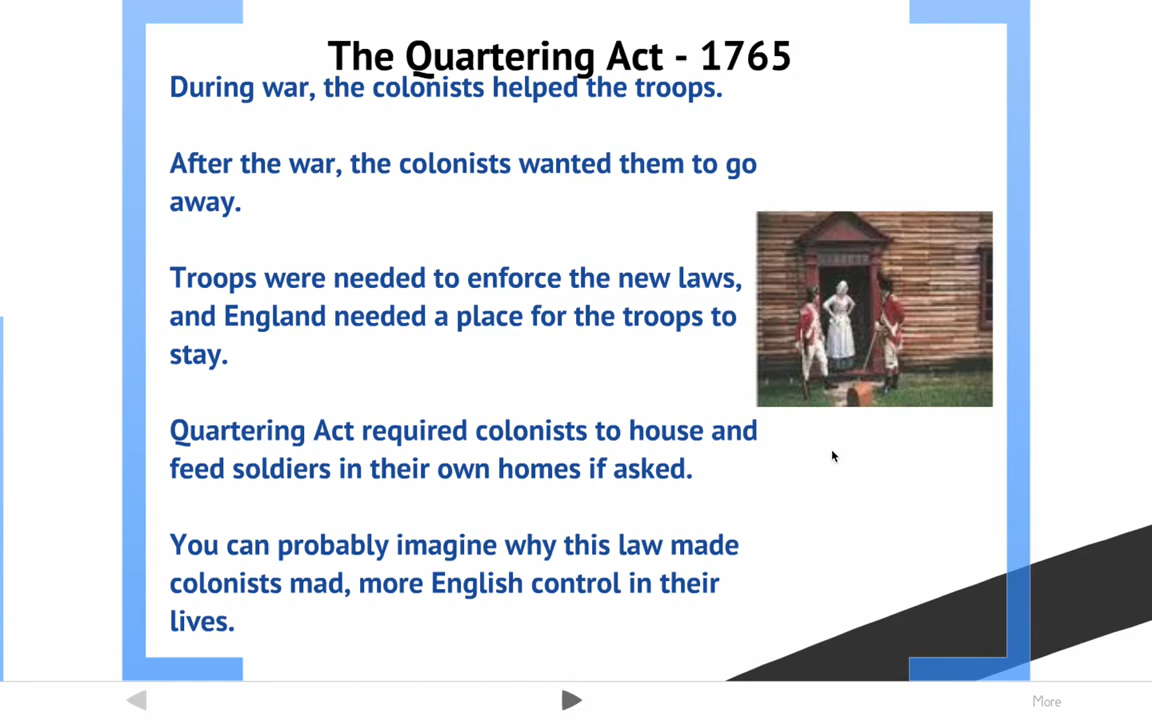 The Quartering Act - 1765
During war, the colonists helped the troops.
After the war, the colonists wanted them to go
away.
Troops were needed to enforce the new laws,
and England needed a place for the troops to
stay.
Quartering Act required colonists to house and
feed soldiers in their own homes if asked.
You can probably imagine why this law made
colonists mad, more English control in their
lives.
More